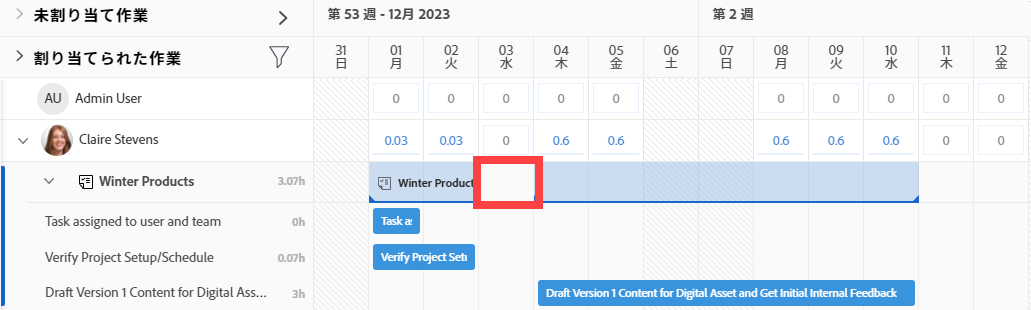 未割り当て作業
第 53 週 - 12月 2023
第 2 週
割り当てられた作業
31 01 02 03 04 05 06 07 08 09 10 11 12
日 月 火 水 木 金 土 日 月 火 水 木 金
AU Admin User 0 0 0 0 0 0 0 0 0 0
Claire Stevens 0.03 0.03 0 0.6 0.6 0.6 0.6 0.6 0 0
Winter Products 3.07h Winter Product
Task assigned to user and team 0h Task as
Verify Project Setup/Schedule 0.07h Verify Project Setu
Draft Version 1 Content for Digital Ass... 3h Draft Version 1 Content for Digital Asset and Get Initial Internal Feedback